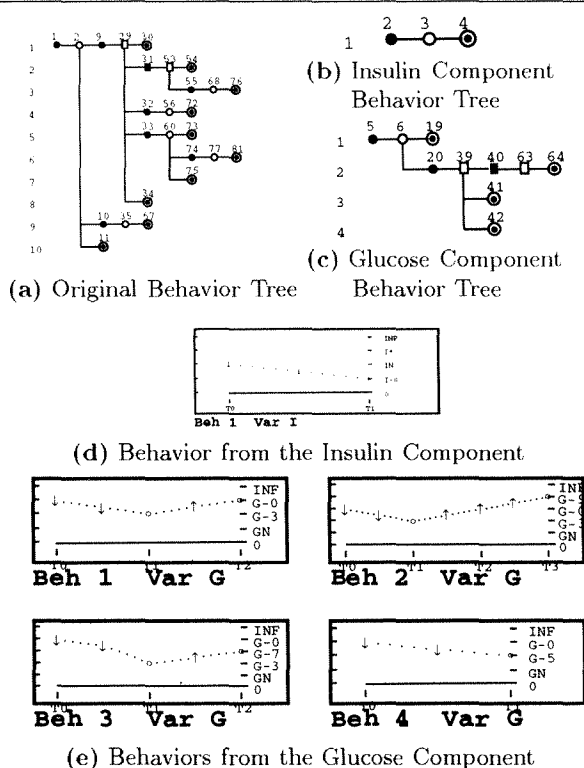 1 2 9 29 30
1
31 53 54
2
55 68 76
3
32 56 72
4
33 60 73
5
74 77 81
6
75
7
34
8
10 35 57
9
11
10
(a) Original Behavior Tree
2 3 4
1
(b) Insulin Component
Behavior Tree
5 6 19
1
20 39 40 63 64
2
41
3
42
4
(c) Glucose Component
Behavior Tree
INF
I*
IN
0
T0 T1
Beh 1 Var I
(d) Behavior from the Insulin Component
INF
G-0
G-3
GN
0
T0 T1 T2
Beh 1 Var G
INF
GN
0
T0 T1 T2 T3
Beh 2 Var G
INF
G-0
G-7
G-3
0
T0 T1 T2
Beh 3 Var G
INF
G-0
G-5
0
T0 T1
Beh 4 Var G
(e) Behaviors from the Glucose Component